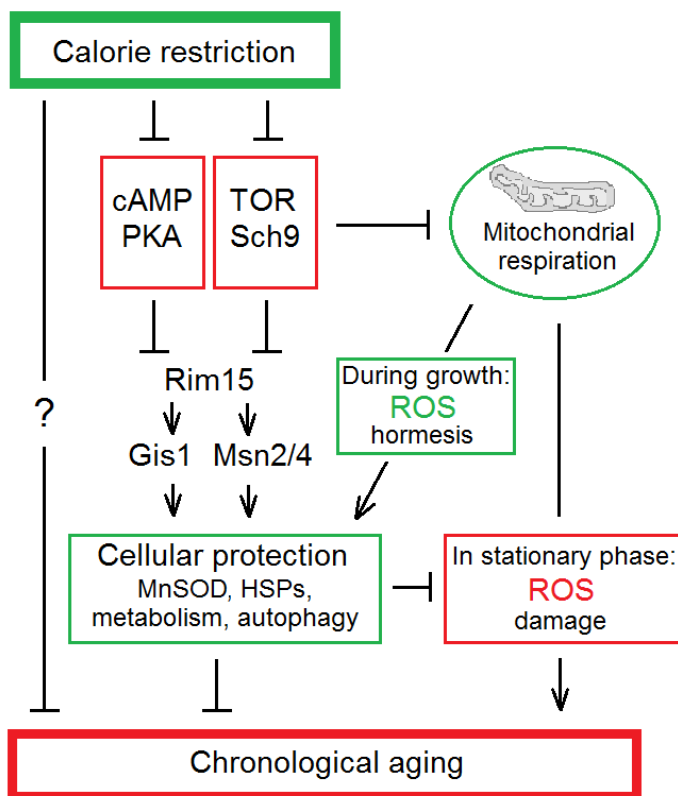 Calorie restriction
cAMP
PKA
TOR
Sch9
Mitochondrial
respiration
Rim15
Gis1
Msn2/4
?
During growth:
ROS
hormesis
Cellular protection
MnSOD, HSPs,
metabolism, autophagy
In stationary phase:
ROS
damage
Chronological aging